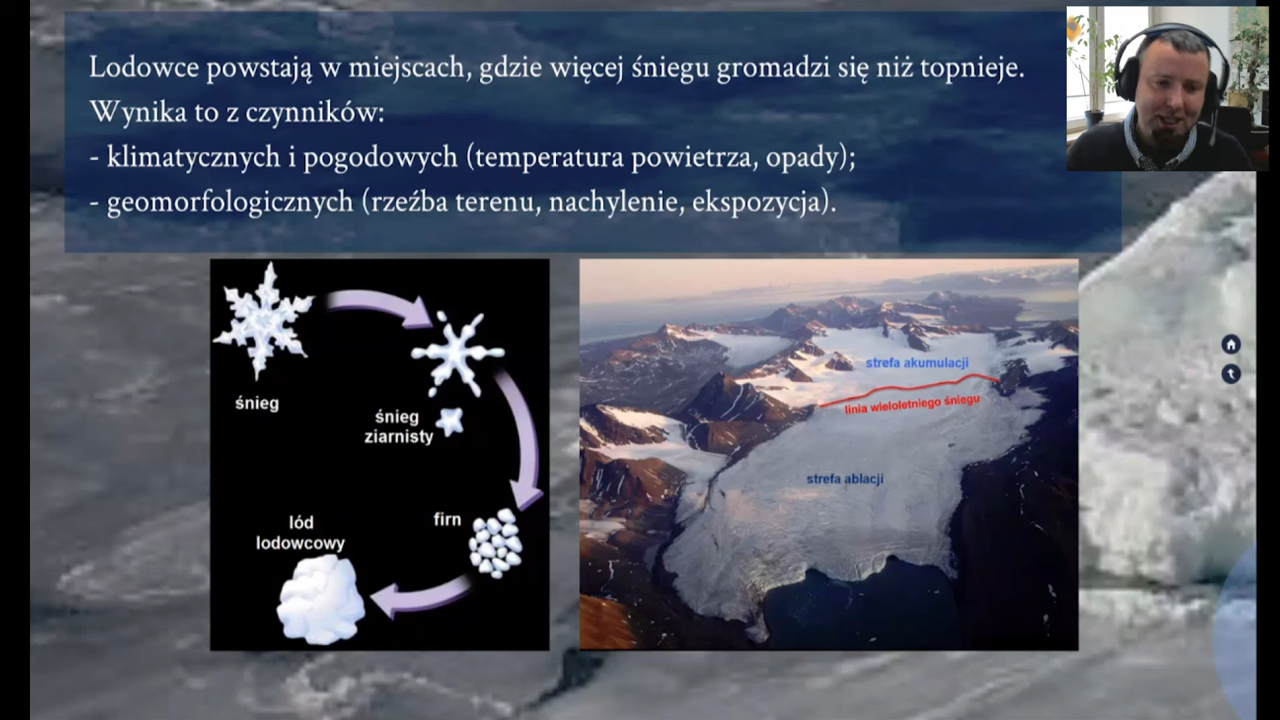 Lodowce powstają w miejscach, gdzie więcej śniegu gromadzi się niż topnieje.
Wynika to z czynników:
- klimatycznych i pogodowych (temperatura powietrza, opady);
- geomorfologicznych (rzeźba terenu, nachylenie, ekspozycja).
śnieg
śnieg
ziarnisty
firn
lód
lodowcowy
strefa akumulacji
linia wieloletniego śniegu
strefa ablacji